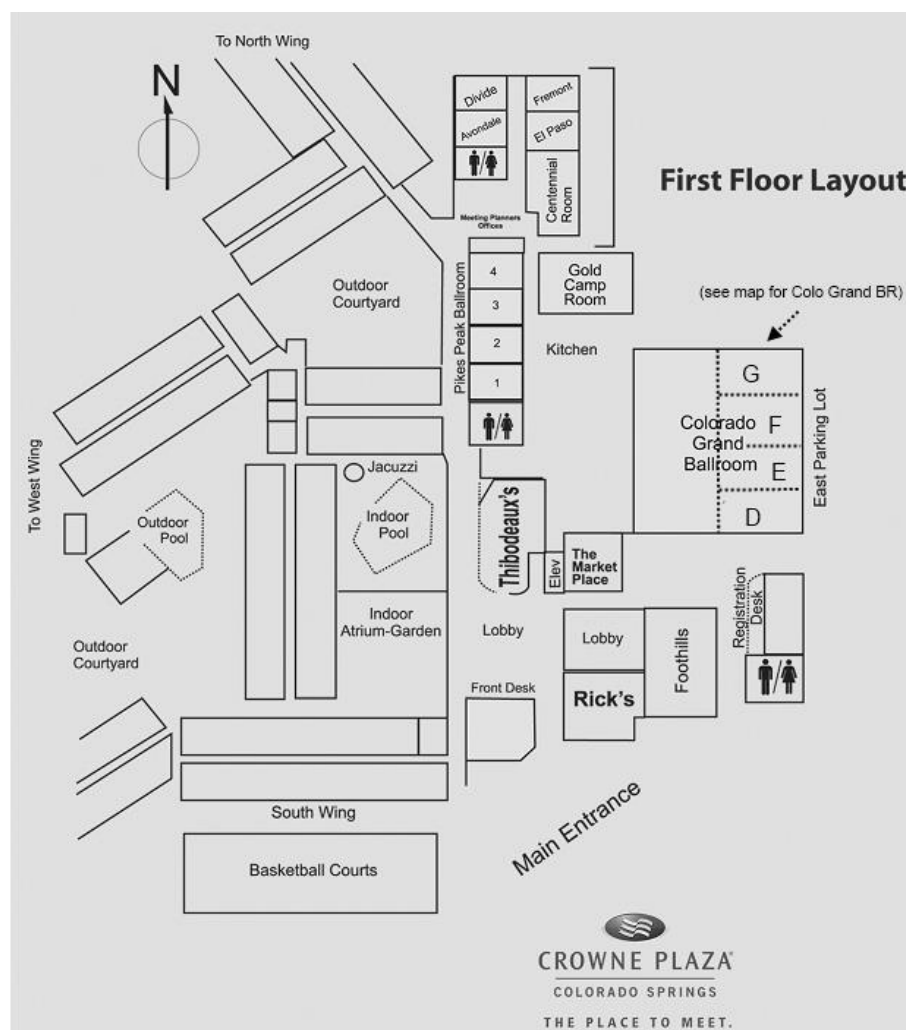 To North Wing
N
Divide
Fremont
Avondale
El Paso
Centennial
Room
First Floor Layout
Meeting Planners
Offices
Pikes Peak Ballroom
4
3
2
1
Gold
Camp
Room
(see map for Colo Grand BR)
Outdoor
Courtyard
Kitchen
G
F
E
D
Colorado
Grand
Ballroom
East Parking Lot
To West Wing
Jacuzzi
Outdoor
Pool
Indoor
Pool
Thibodeaux's
Elev
The
Market
Place
Indoor
Atrium-Garden
Lobby
Lobby
Foothills
Registration
Desk
Outdoor
Courtyard
Front Desk
Rick's
South Wing
Main Entrance
Basketball Courts
CROWNE PLAZA®
COLORADO SPRINGS
THE PLACE TO MEET.